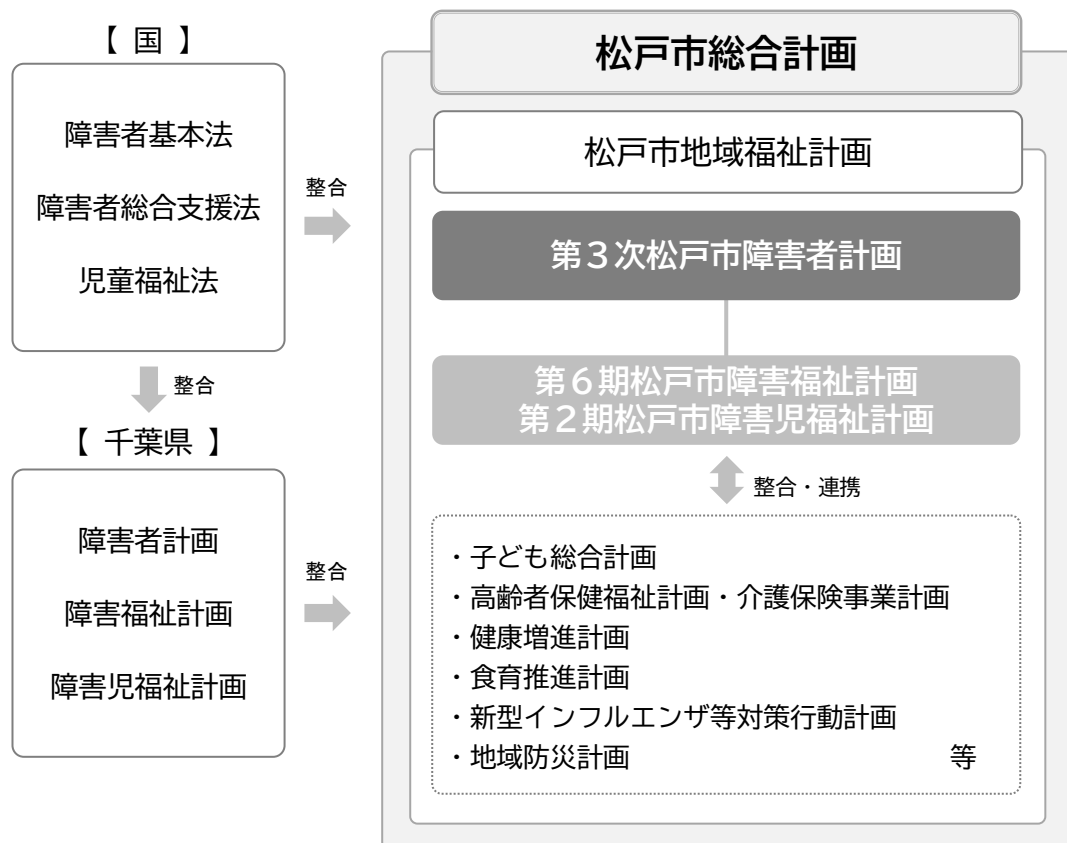 【 国 】
障害者基本法
障害者総合支援法
児童福祉法
整合
整合
【 千葉県 】
障害者計画
障害福祉計画
障害児福祉計画
整合
松戸市総合計画
松戸市地域福祉計画
第３次松戸市障害者計画
第６期松戸市障害福祉計画
第２期松戸市障害児福祉計画
整合・連携
・子ども総合計画
・高齢者保健福祉計画・介護保険事業計画
・健康増進計画
・食育推進計画
・新型インフルエンザ等対策行動計画
・地域防災計画 等